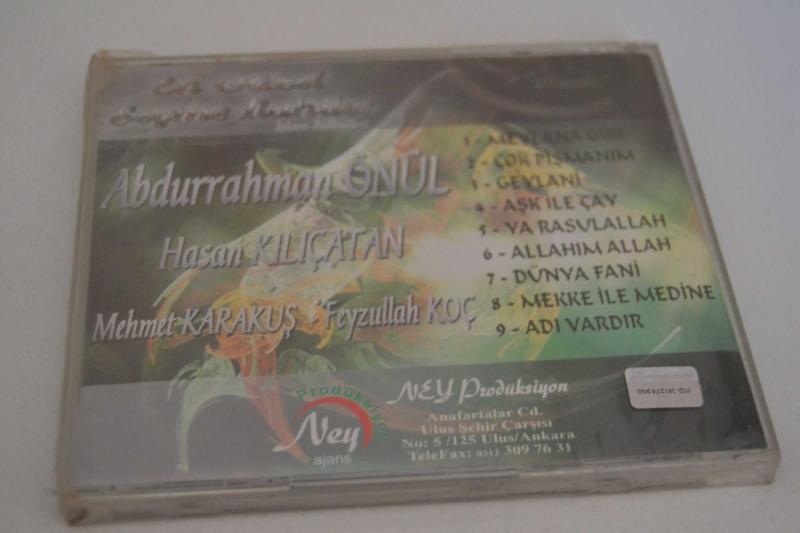 En Güzel
Abdurrahman ÖNÜL
Hasan KILIÇATAN
Mehmet KARAKUŞ - Feyzullah KOÇ
1 - MEVLANA GİBİ
2 - ÇOK PİŞMANIM
3 - GEYLANİ
4 - AŞK İLE ÇAY
5 - YA RASULALLAH
6 - ALLAHIM ALLAH
7 - DÜNYA FANİ
8 - MEKKE İLE MEDİNE
9 - ADI VARDIR
Prodüksiyon
Ney
ajans
NEY Prodüksiyon
Anafartalar Cd.
Ulus Şehir Çarşısı
No: 5 /125 Ulus/Ankara
TeleFax: 0312 309 76 31